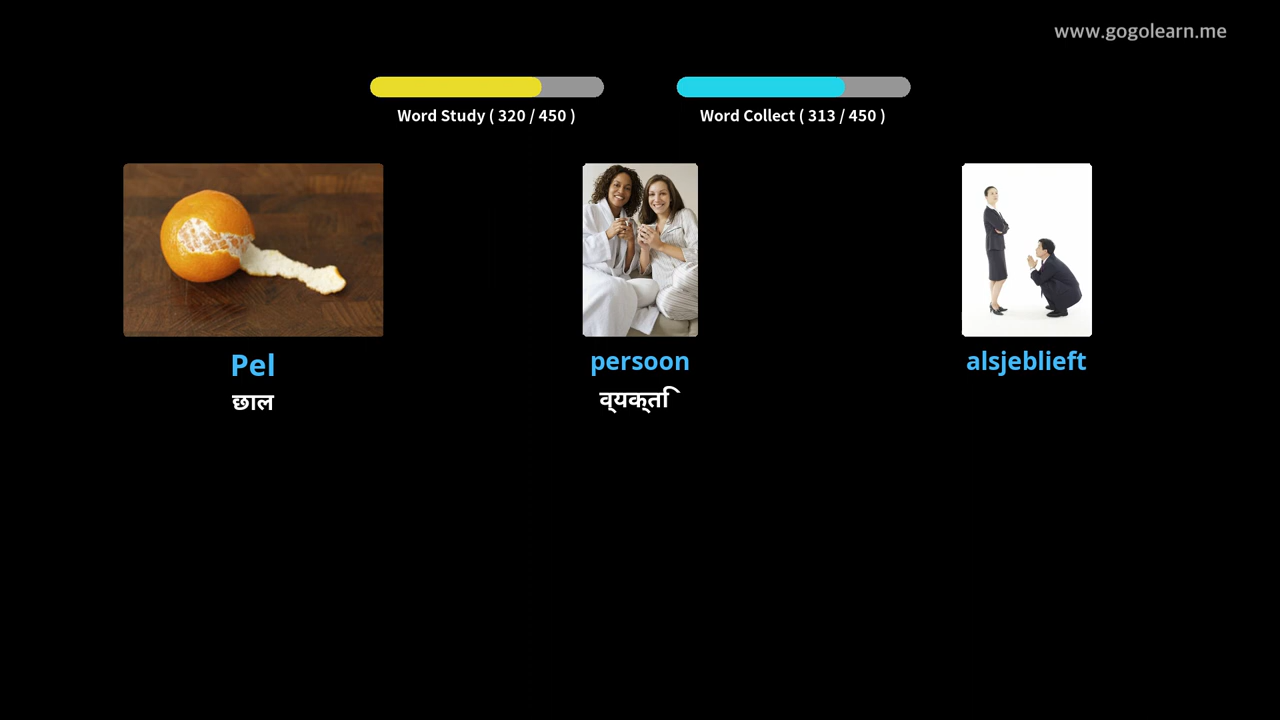 www.gogolearn.me
Word Study ( 320 / 450 )
Word Collect ( 313 / 450 )
Pel
persoon
alsjeblieft
छाल
व्यक्ति